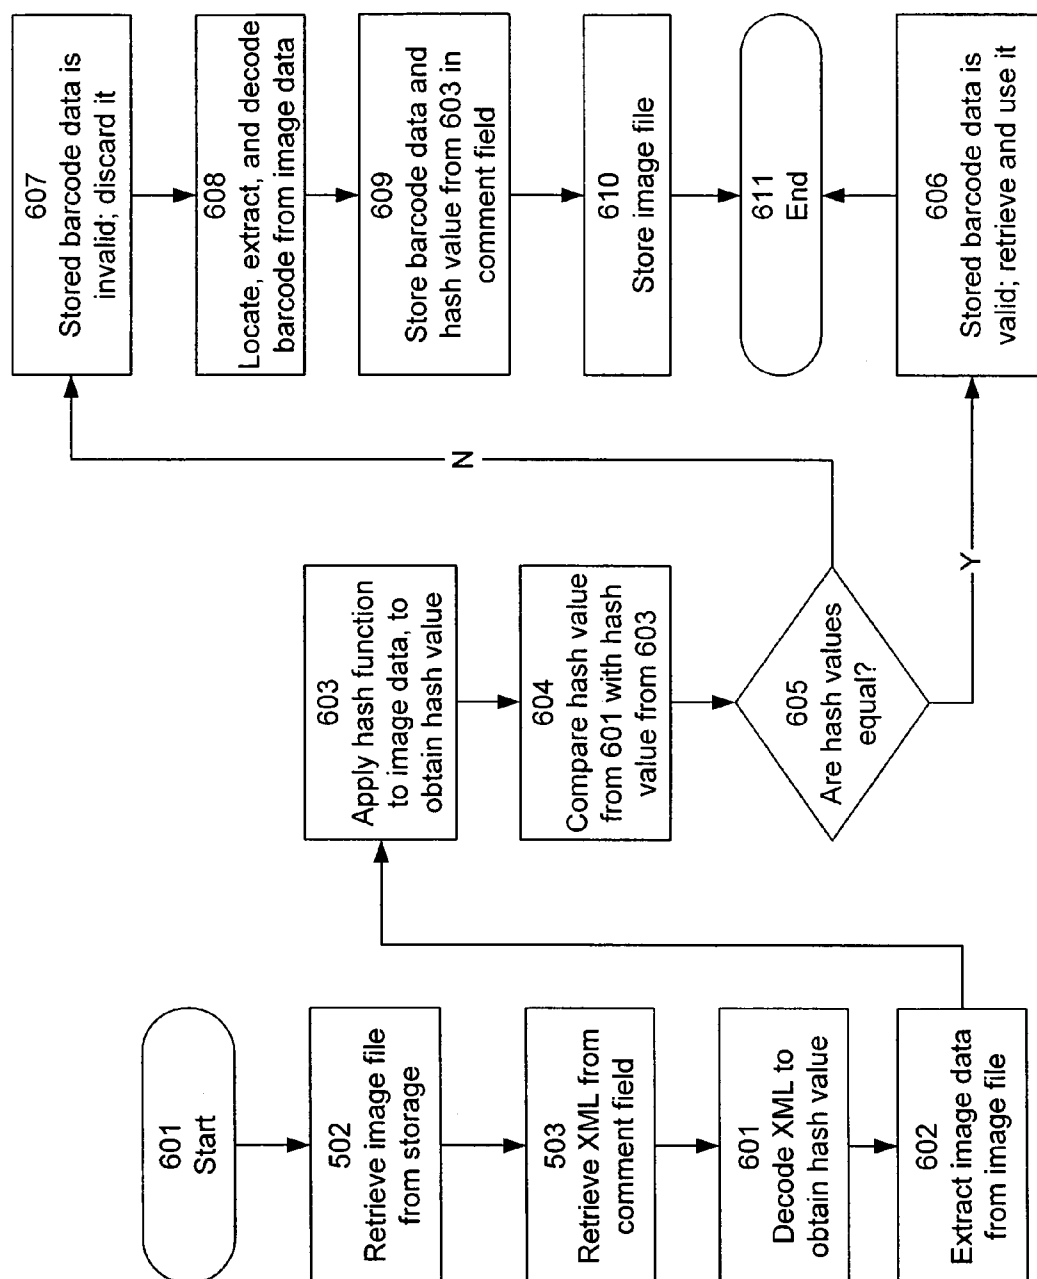 601
Start
502
Retrieve image file
from storage
503
Retrieve XML from
comment field
601
Decode XML to
obtain hash value
602
Extract image data
from image file
603
Apply hash function
to image data, to
obtain hash value
604
Compare hash value
from 601 with hash
value from 603
605
Are hash values
equal?
N
Y
607
Stored barcode data is
invalid; discard it
608
Locate, extract, and decode
barcode from image data
609
Store barcode data and
hash value from 603 in
comment field
610
Store image file
611
End
606
Stored barcode data is
valid; retrieve and use it